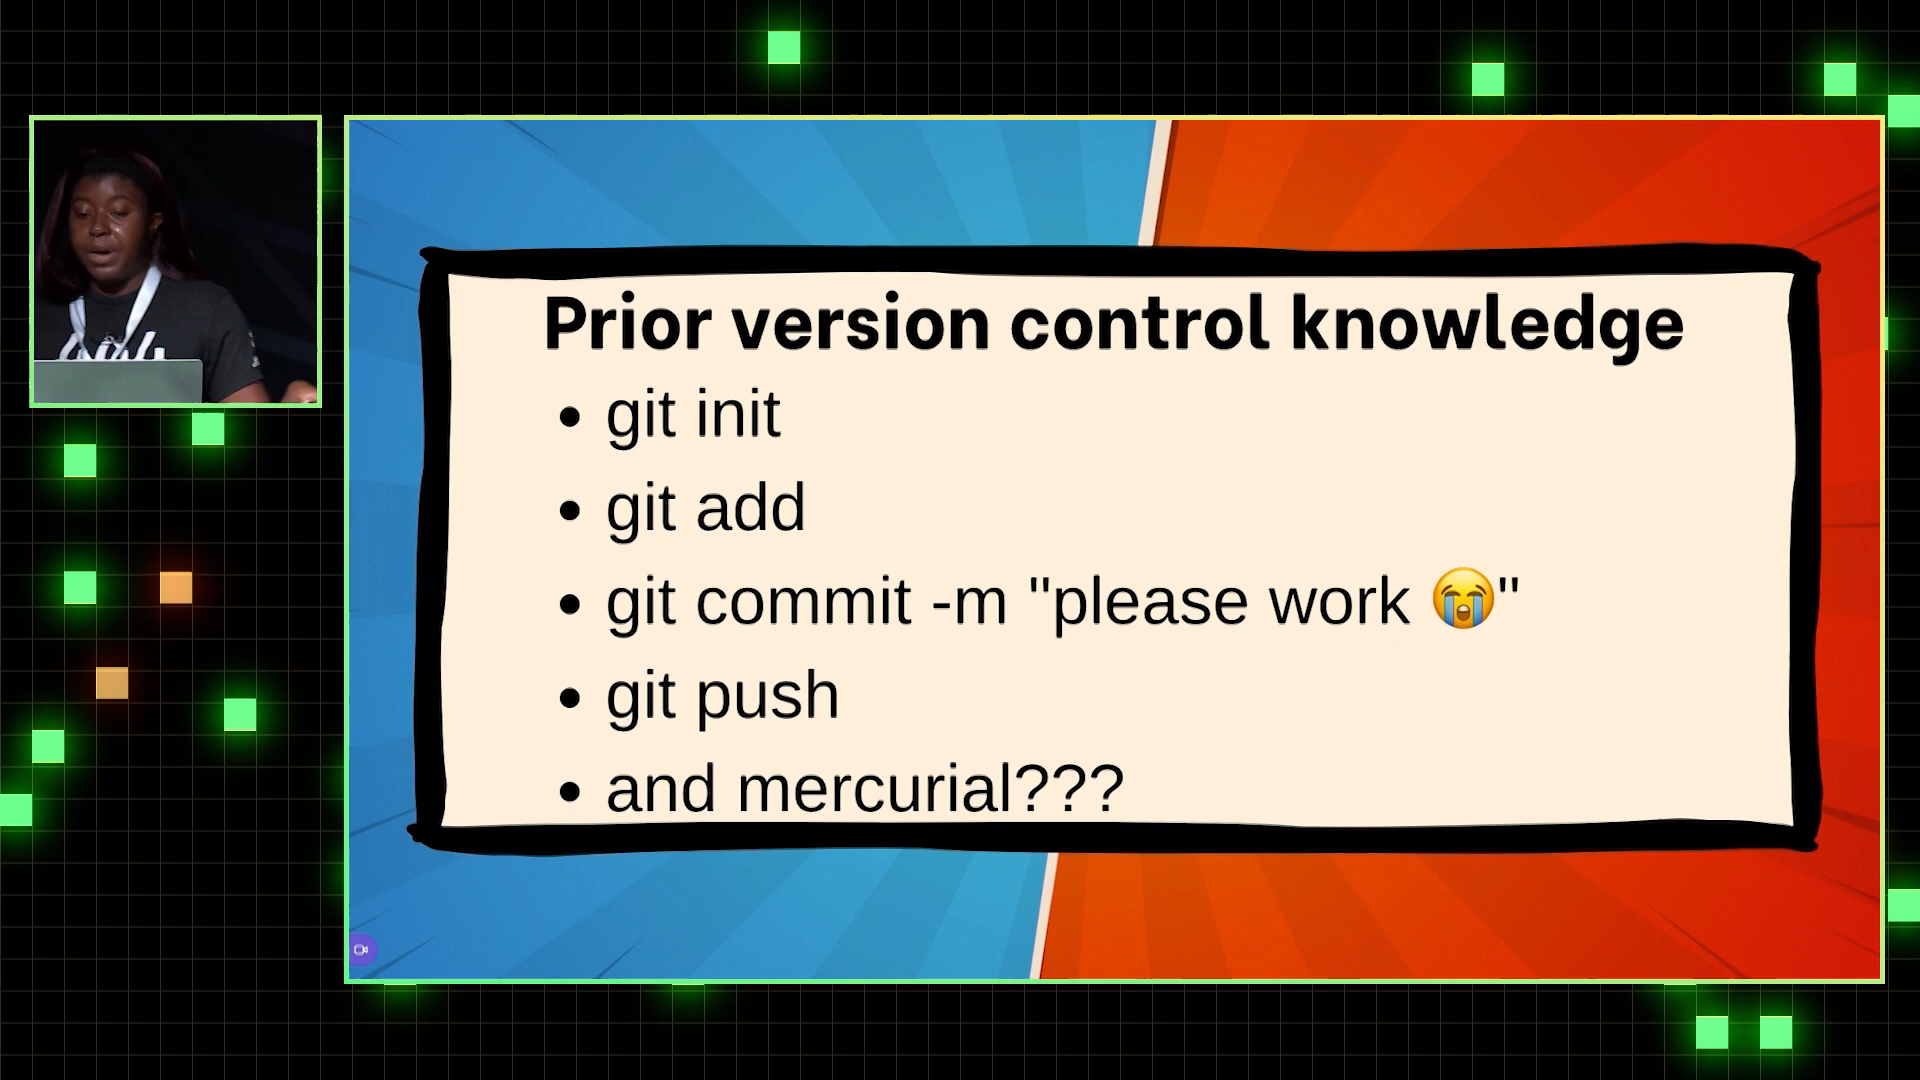 Prior version control knowledge
• git init
• git add
• git commit -m "please work 😭"
• git push
• and mercurial???